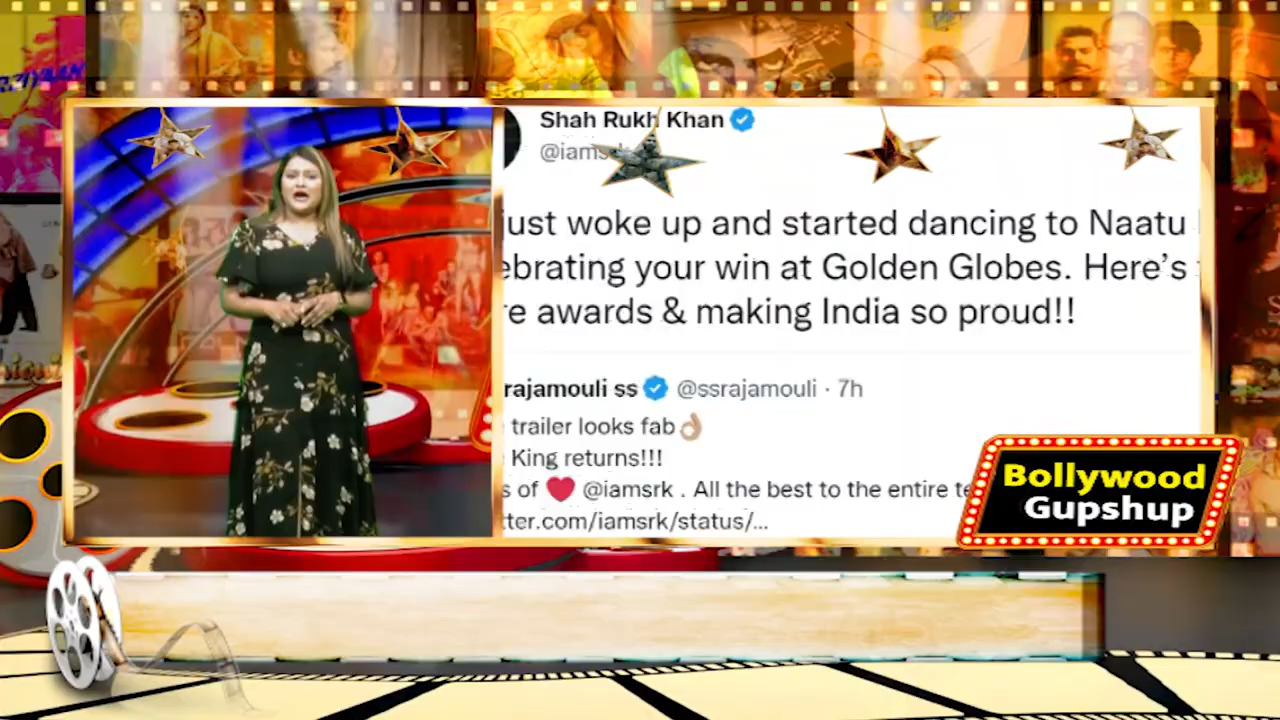 Shah Rukh Khan
@iams
just woke up and started dancing to Naatu
ebrating your win at Golden Globes. Here's
re awards & making India so proud!!
rajamouli ss @ssrajamouli · 7h
trailer looks fab👌🏼
King returns!!!
s of ❤️ @iamsrk . All the best to the entire te
tter.com/iamsrk/status/...
Bollywood
Gupshup